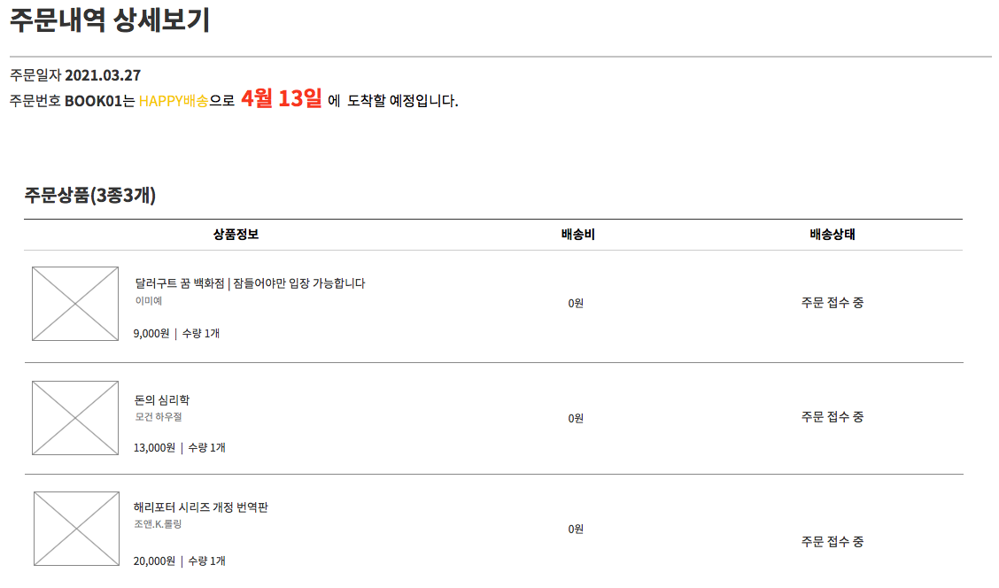 주문내역 상세보기
주문일자 2021.03.27
주문번호 BOOK01는 HAPPY배송으로 4월 13일 에 도착할 예정입니다.
주문상품(3종3개)
상품정보 배송비 배송상태
달러구트 꿈 백화점 | 잠들어야만 입장 가능합니다
이미예
0원 주문 접수 중
9,000원 | 수량 1개
돈의 심리학
모건 하우절
0원 주문 접수 중
13,000원 | 수량 1개
해리포터 시리즈 개정 번역판
조앤.K.롤링
0원 주문 접수 중
20,000원 | 수량 1개